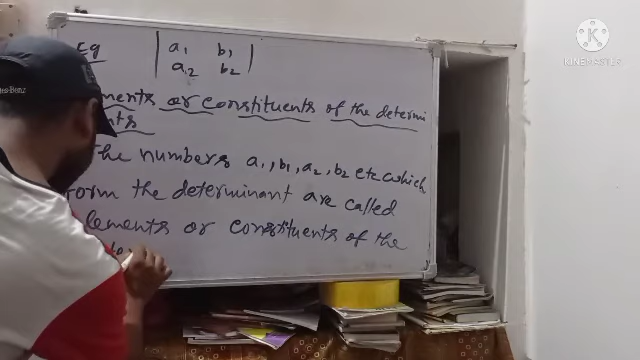 Eg | a₁ b₁ |
| a₂ b₂ |
ments or constituents of the determi
nts
The numbers a₁, b₁, a₂, b₂ etc which
form the determinant are called
lements or constituents of the
KINEMASTER